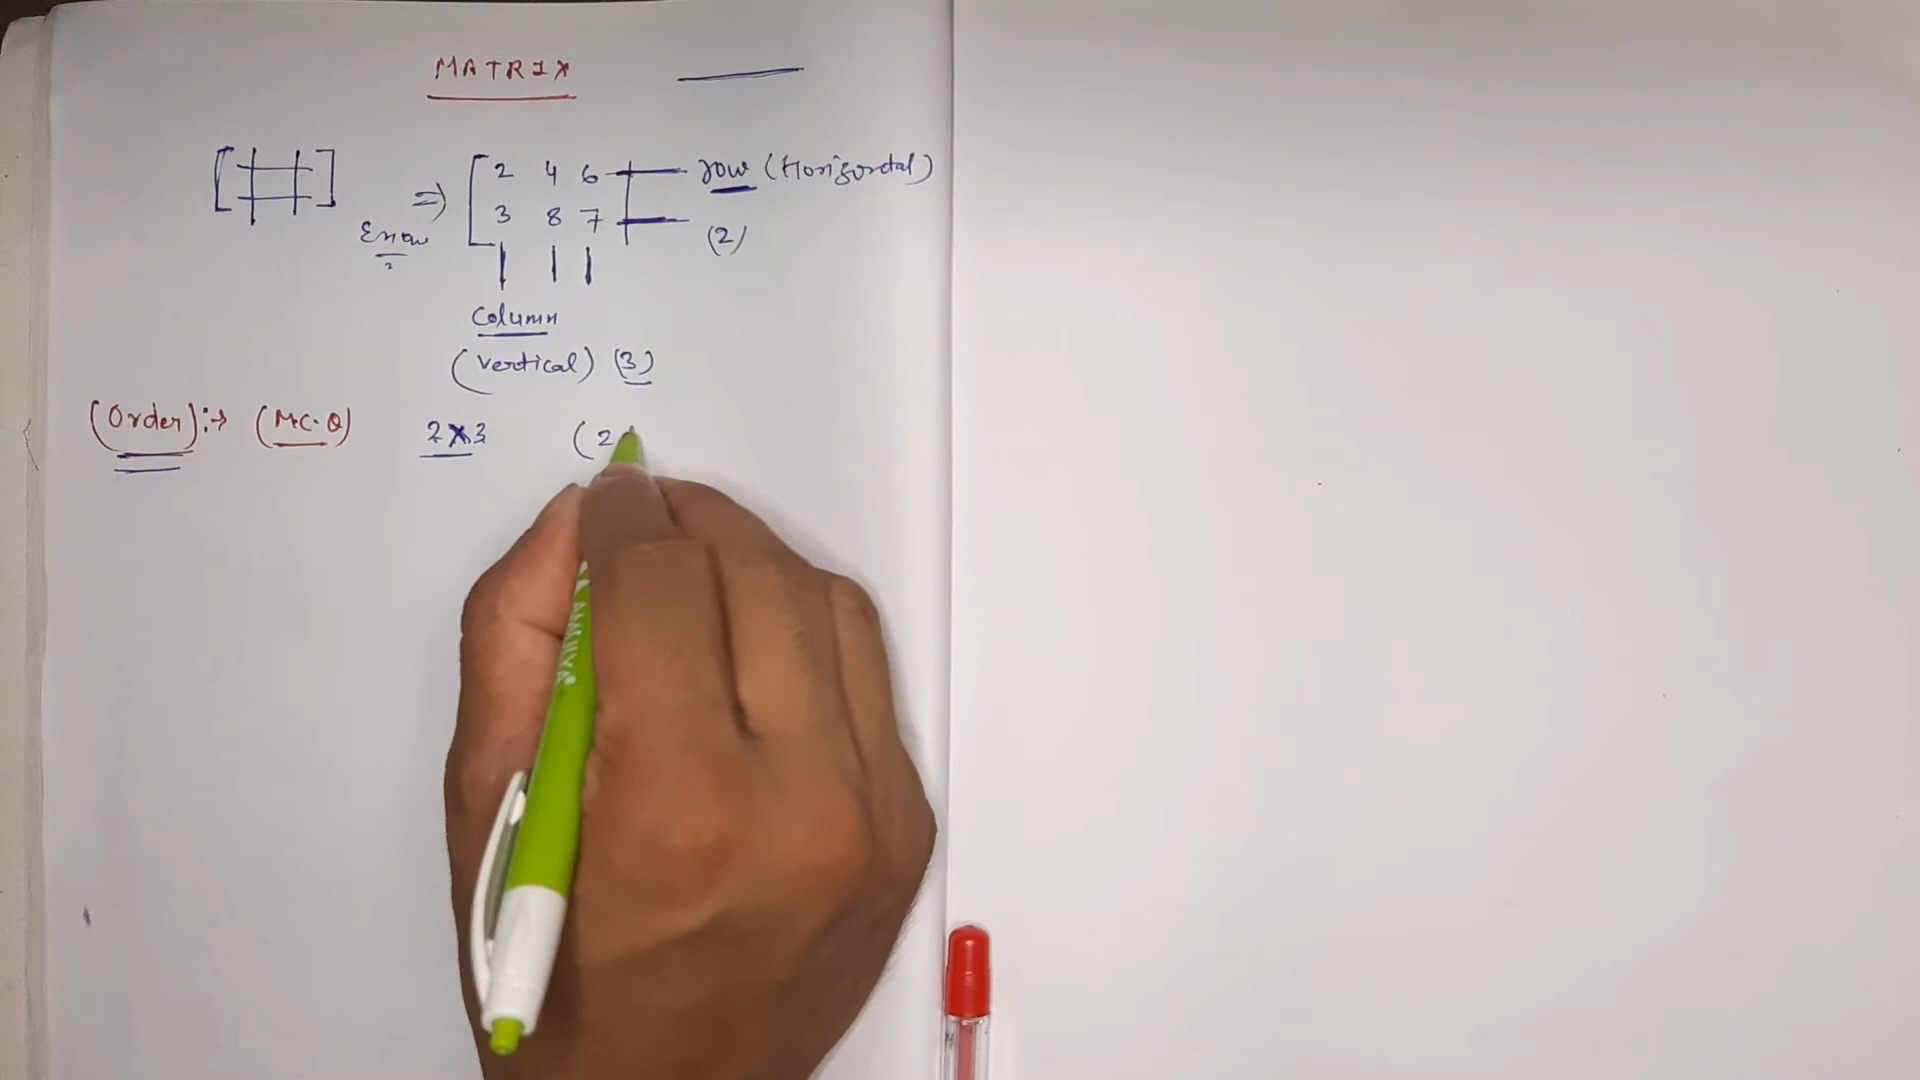 MATRIX
2 4 6 row (Horizontal)
⇒ [
3 8 7
(2)
Column
(Vertical) (3)
(Order):→ (M.C.Q) 2×3 (2